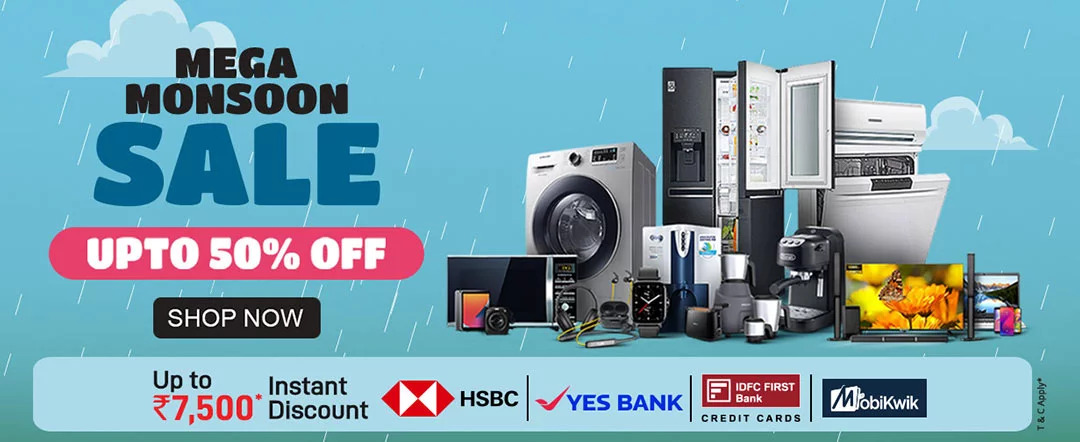 MEGA
MONSOON
SALE
UPTO 50% OFF
SHOP NOW
Up to
₹7,500*
Instant
Discount
HSBC
YES BANK
IDFC FIRST
Bank
CREDIT CARDS
MobiKwik
T & C Apply*